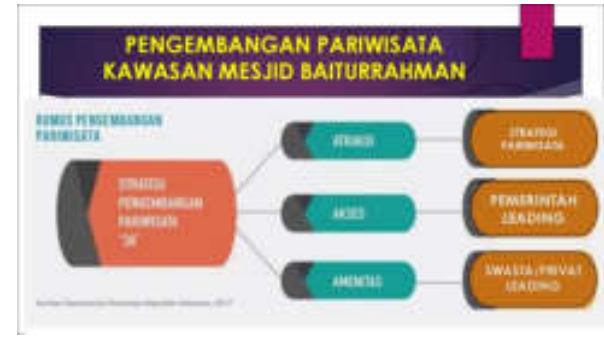 PENGEMBANGAN PARIWISATA
KAWASAN MESJID BAITURRAHMAN
RUMUS PENGEMBANGAN
PARIWISATA
STRATEGI
PENGEMBANGAN
PARIWISATA
"3A"
ATRAKSI
STRATEGI
PARIWISATA
AKSES
PEMERINTAH
LEADING
AMENITAS
SWASTA/PRIVAT
LEADING